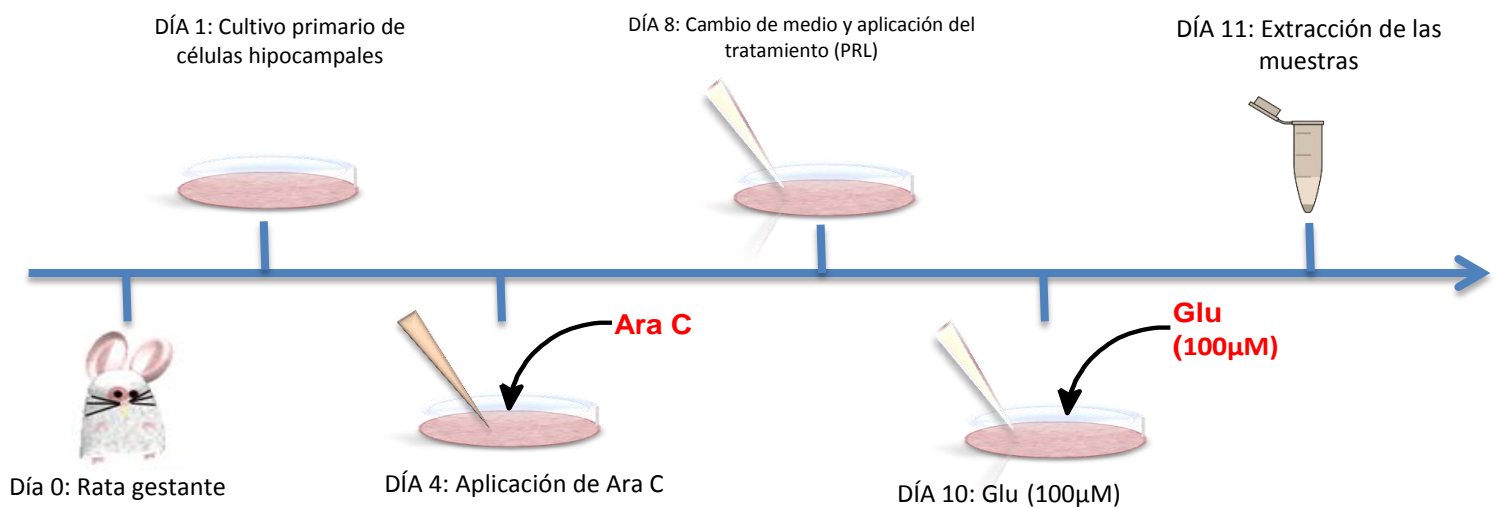 DÍA 1: Cultivo primario de
células hipocampales
DÍA 8: Cambio de medio y aplicación del
tratamiento (PRL)
DÍA 11: Extracción de las
muestras
Ara C
Glu
(100µM)
Día 0: Rata gestante
DÍA 4: Aplicación de Ara C
DÍA 10: Glu (100µM)